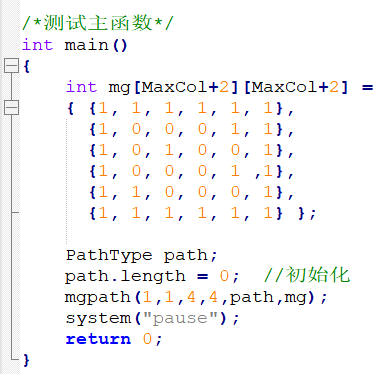 /*测试主函数*/
int main()
{
int mg[MaxCol+2][MaxCol+2] =
{ {1, 1, 1, 1, 1, 1},
{1, 0, 0, 0, 1, 1},
{1, 0, 1, 0, 0, 1},
{1, 0, 0, 0, 1 ,1},
{1, 1, 0, 0, 0, 1},
{1, 1, 1, 1, 1, 1} };
PathType path;
path.length = 0;  //初始化
mgpath(1,1,4,4,path,mg);
system("pause");
return 0;
}